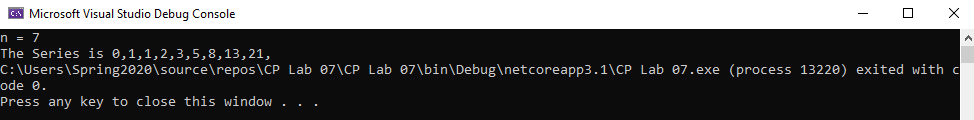 Microsoft Visual Studio Debug Console
n = 7
The Series is 0,1,1,2,3,5,8,13,21,
C:\Users\Spring2020\source\repos\CP Lab 07\CP Lab 07\bin\Debug\netcoreapp3.1\CP Lab 07.exe (process 13220) exited with c
ode 0.
Press any key to close this window . . .